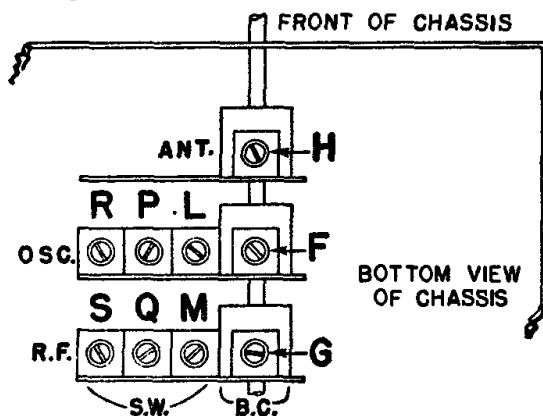 FRONT OF CHASSIS
ANT. H
R P L
OSC. F
BOTTOM VIEW
OF CHASSIS
S Q M
R.F. G
S.W. B.C.